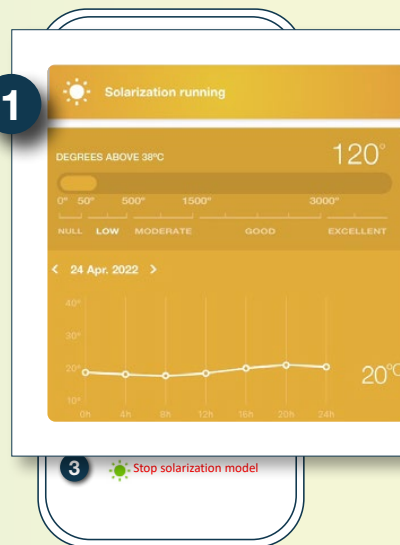 1
Solarization running
DEGREES ABOVE 38ºC
120°
0° 50° 500° 1500° 3000°
NULL LOW MODERATE GOOD EXCELLENT
< 24 Apr. 2022 >
40°
30°
20°
20°C
10°
0h 4h 8h 12h 16h 20h 24h
3 Stop solarization model